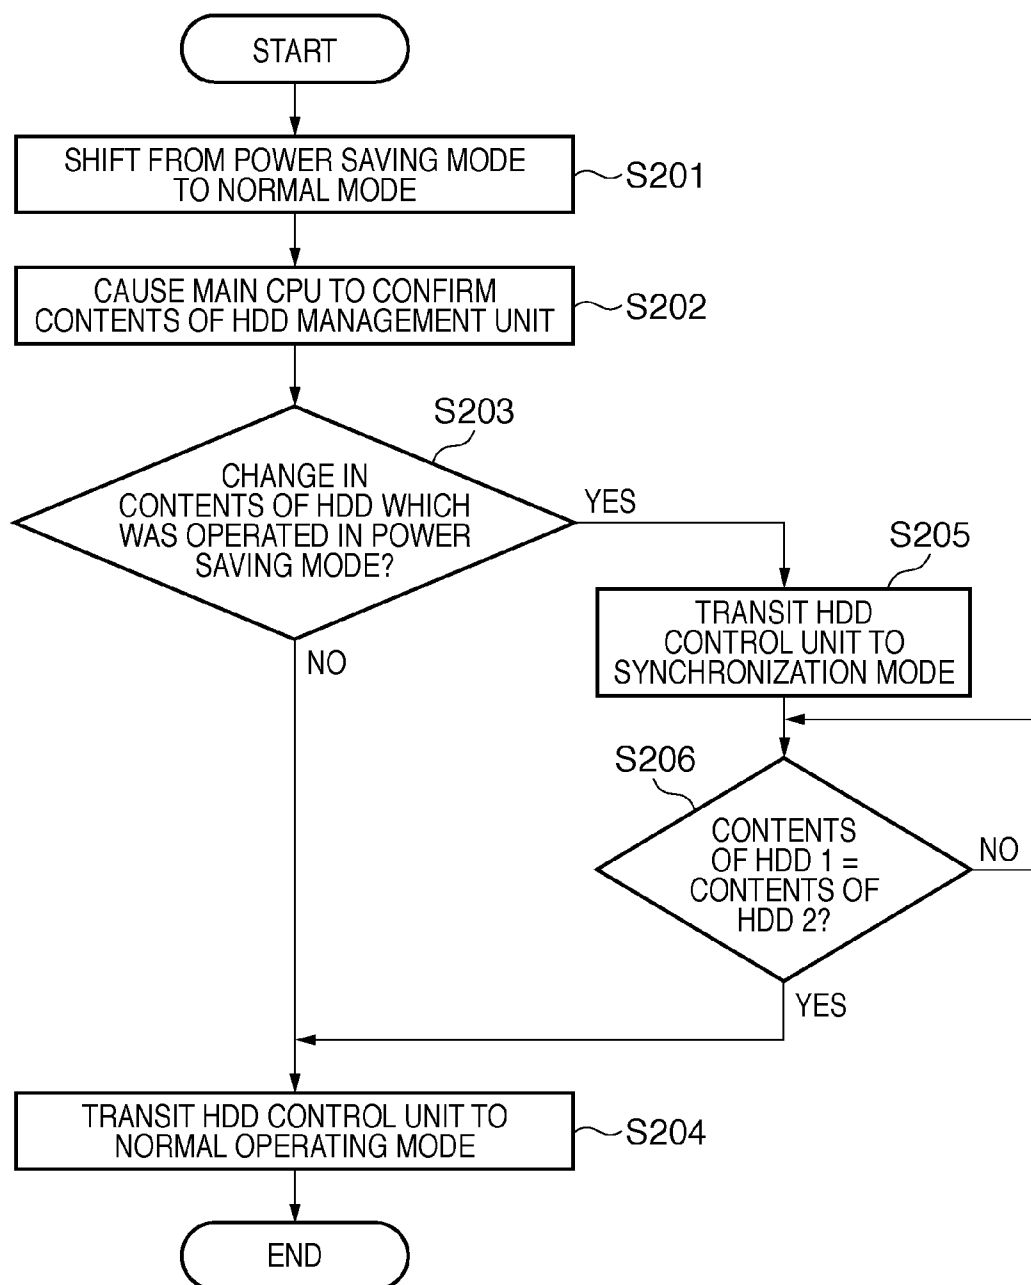 START
SHIFT FROM POWER SAVING MODE
TO NORMAL MODE
S201
CAUSE MAIN CPU TO CONFIRM
CONTENTS OF HDD MANAGEMENT UNIT
S202
S203
CHANGE IN
CONTENTS OF HDD WHICH
WAS OPERATED IN POWER
SAVING MODE?
YES
NO
S205
TRANSIT HDD
CONTROL UNIT TO
SYNCHRONIZATION MODE
S206
CONTENTS
OF HDD 1 =
CONTENTS OF
HDD 2?
NO
YES
TRANSIT HDD CONTROL UNIT TO
NORMAL OPERATING MODE
S204
END